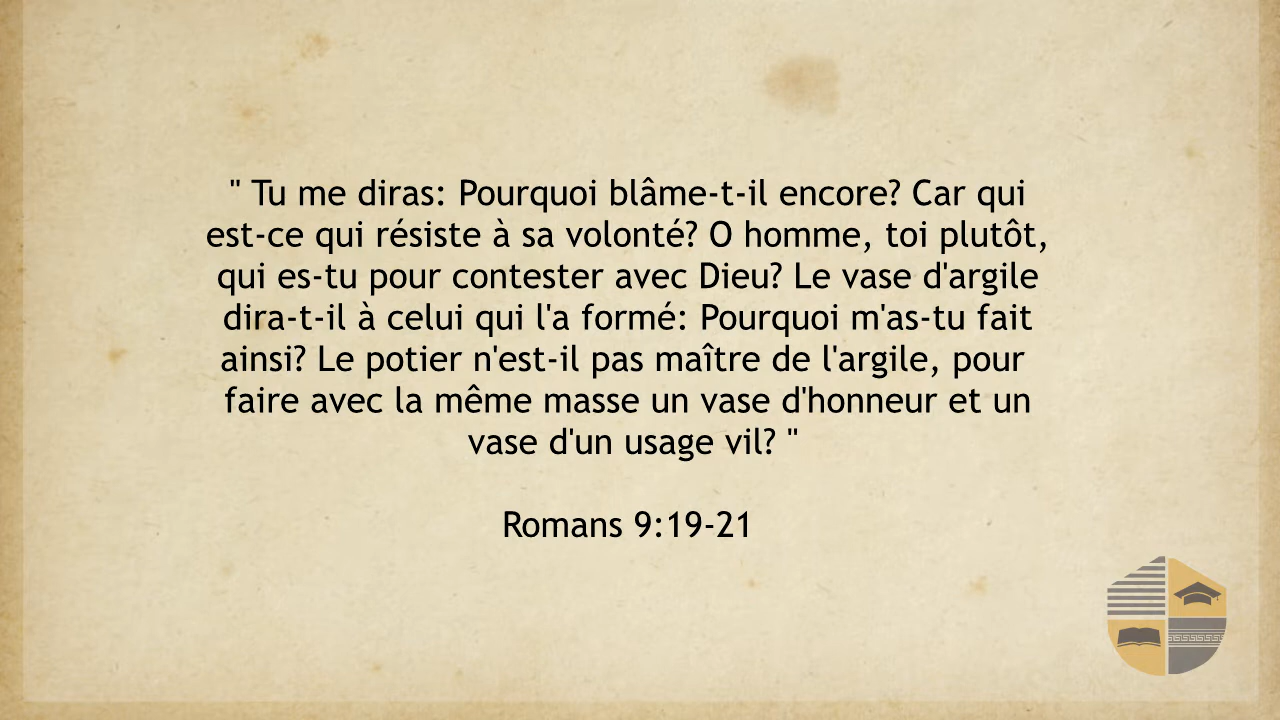 " Tu me diras: Pourquoi blâme-t-il encore? Car qui
est-ce qui résiste à sa volonté? O homme, toi plutôt,
qui es-tu pour contester avec Dieu? Le vase d'argile
dira-t-il à celui qui l'a formé: Pourquoi m'as-tu fait
ainsi? Le potier n'est-il pas maître de l'argile, pour
faire avec la même masse un vase d'honneur et un
vase d'un usage vil? "
Romans 9:19-21